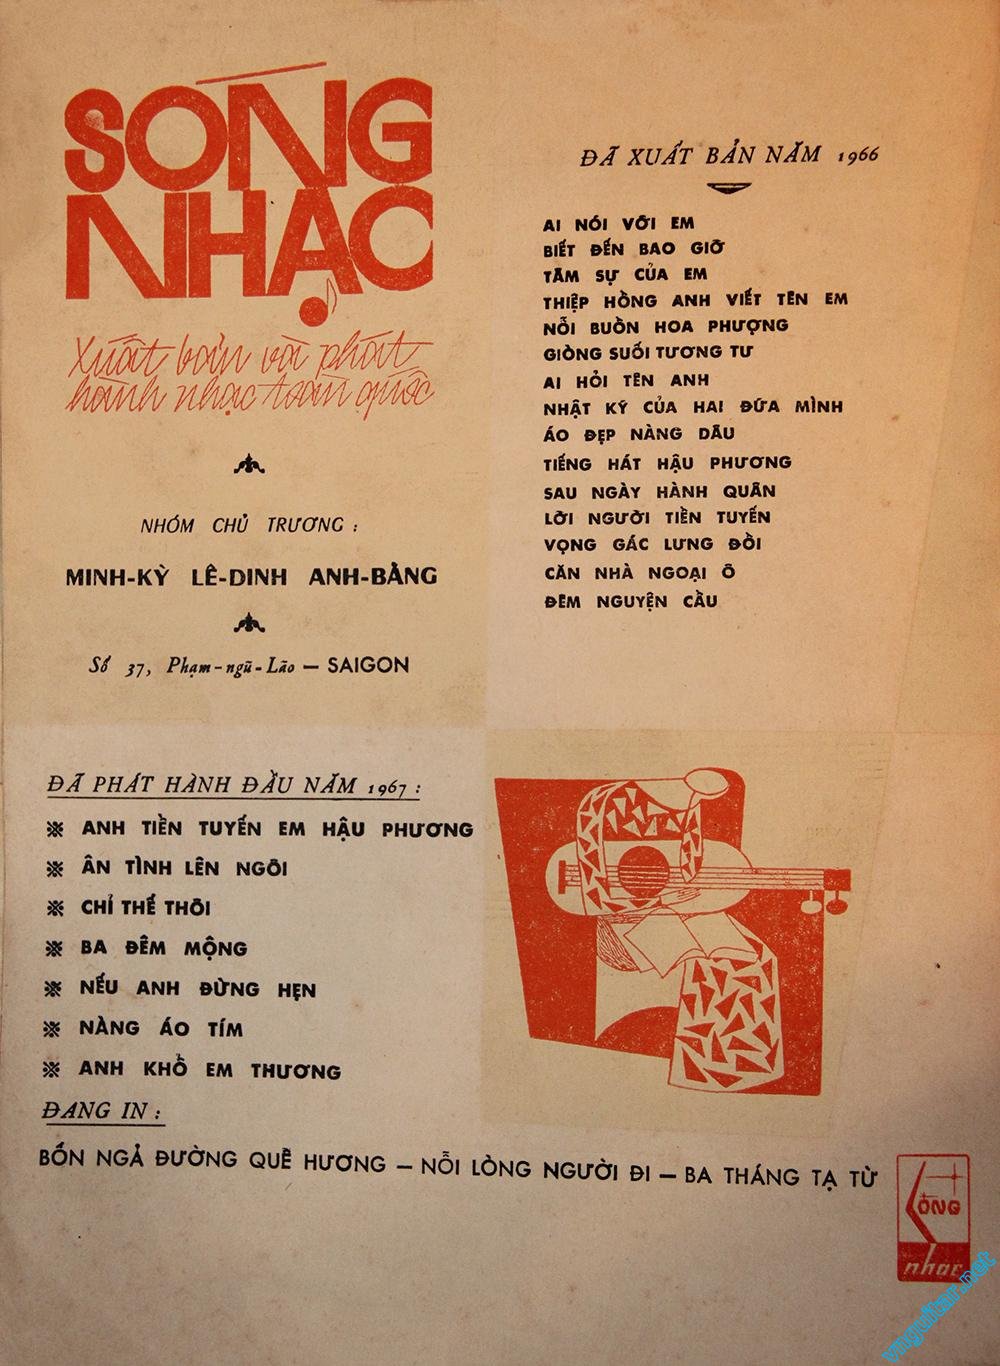 SÓNG
NHẠC
Xuất bản và phát
hành nhạc toàn quốc
NHÓM CHỦ TRƯƠNG :
MINH-KỲ LÊ-DINH ANH-BẰNG
Số 37, Phạm-ngũ-Lão — SAIGON
ĐÃ XUẤT BẢN NĂM 1966
AI NÓI VỚI EM
BIẾT ĐẾN BAO GIỜ
TÂM SỰ CỦA EM
THIỆP HỒNG ANH VIẾT TÊN EM
NỖI BUỒN HOA PHƯỢNG
GIÒNG SUỐI TƯƠNG TƯ
AI HỎI TÊN ANH
NHẬT KÝ CỦA HAI ĐỨA MÌNH
ÁO ĐẸP NÀNG DÂU
TIẾNG HÁT HẬU PHƯƠNG
SAU NGÀY HÀNH QUÂN
LỜI NGƯỜI TIỀN TUYẾN
VỌNG GÁC LƯNG ĐỒI
CĂN NHÀ NGOẠI Ô
ĐÊM NGUYỆN CẦU
ĐÃ PHÁT HÀNH ĐẦU NĂM 1967 :
※ ANH TIỀN TUYẾN EM HẬU PHƯƠNG
※ ÂN TÌNH LÊN NGÔI
※ CHỈ THẾ THÔI
※ BA ĐÊM MỘNG
※ NẾU ANH ĐỪNG HẸN
※ NÀNG ÁO TÍM
※ ANH KHỔ EM THƯƠNG
ĐANG IN :
BỐN NGẢ ĐƯỜNG QUÊ HƯƠNG — NỖI LÒNG NGƯỜI ĐI — BA THÁNG TẠ TỪ
SÓNG
nhạc
vnguitar.net